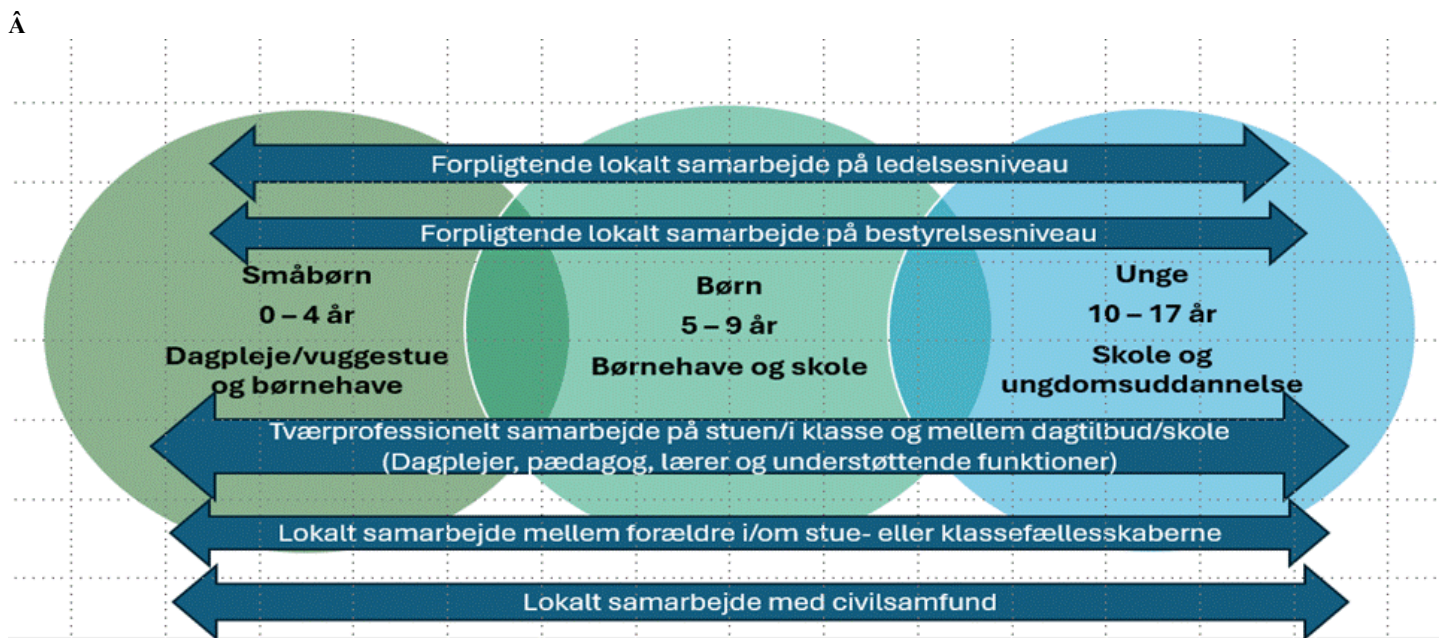 Â
Forpligtende lokalt samarbejde på ledelsesniveau
Forpligtende lokalt samarbejde på bestyrelsesniveau
Småbørn
0 – 4 år
Dagpleje/vuggestue
og børnehave
Børn
5 – 9 år
Børnehave og skole
Unge
10 – 17 år
Skole og
ungdomsuddannelse
Tværprofessionelt samarbejde på stuen/i klasse og mellem dagtilbud/skole
(Dagplejer, pædagog, lærer og understøttende funktioner)
Lokalt samarbejde mellem forældre i/om stue- eller klassefællesskaberne
Lokalt samarbejde med civilsamfund